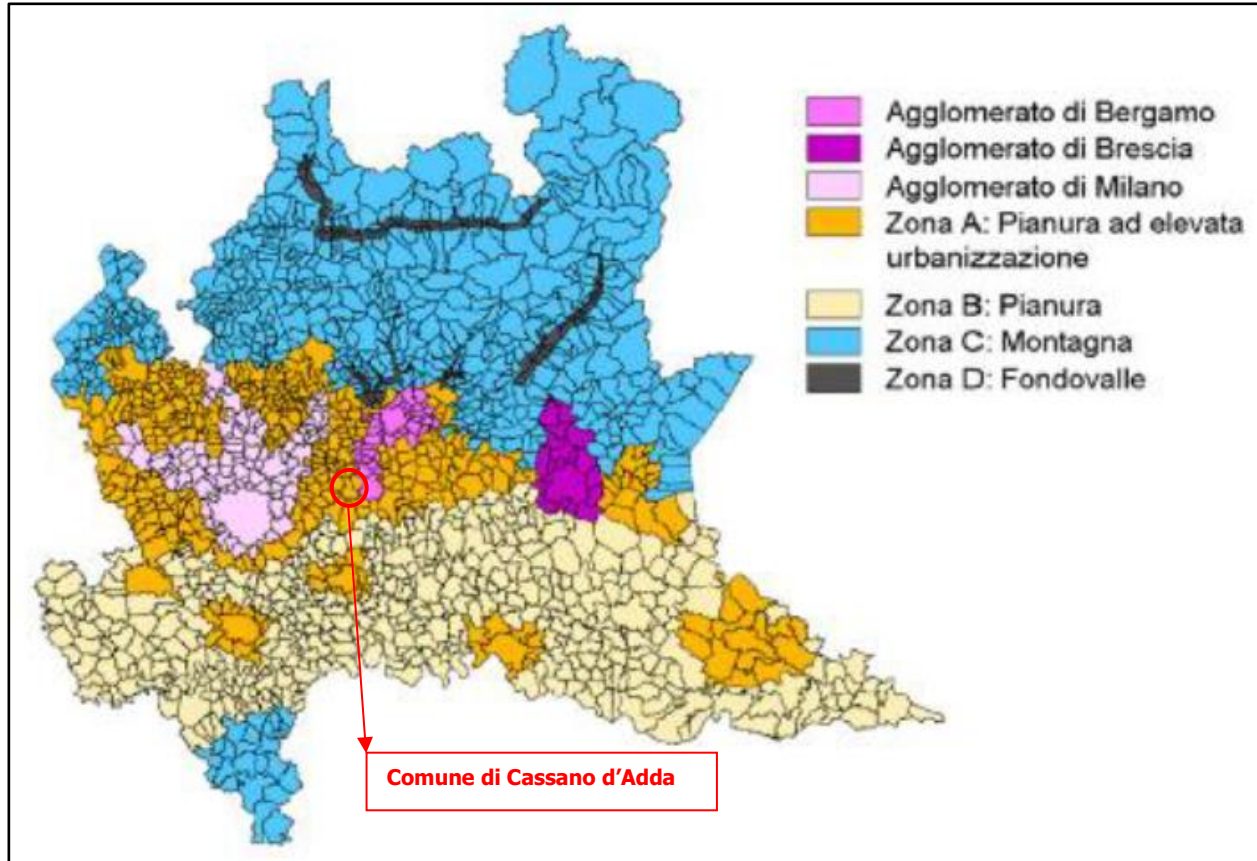 Agglomerato di Bergamo
Agglomerato di Brescia
Agglomerato di Milano
Zona A: Pianura ad elevata
urbanizzazione
Zona B: Pianura
Zona C: Montagna
Zona D: Fondovalle
Comune di Cassano d'Adda